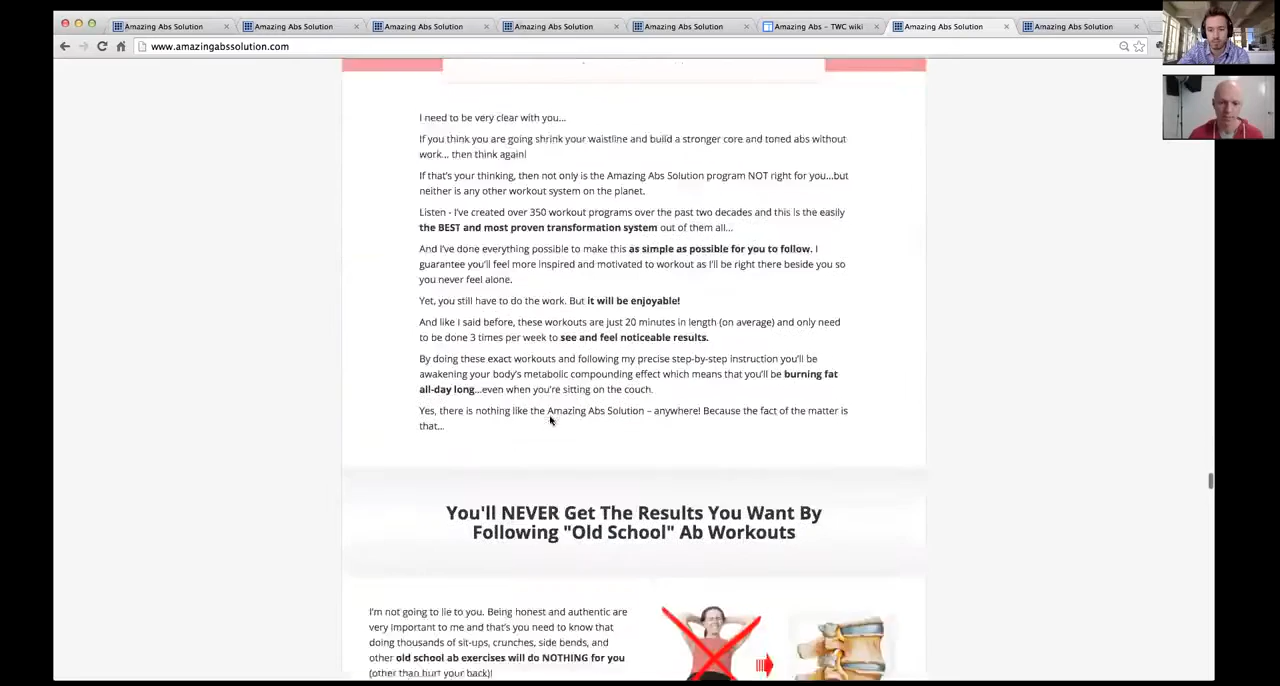 Amazing Abs Solution
Amazing Abs Solution
Amazing Abs Solution
Amazing Abs Solution
Amazing Abs Solution
Amazing Abs – TWC wiki
Amazing Abs Solution
Amazing Abs Solution
www.amazingabssolution.com
I need to be very clear with you...
If you think you are going shrink your waistline and build a stronger core and toned abs without
work... then think again!
If that's your thinking, then not only is the Amazing Abs Solution program NOT right for you...but
neither is any other workout system on the planet.
Listen - I've created over 350 workout programs over the past two decades and this is the easily
the BEST and most proven transformation system out of them all...
And I've done everything possible to make this as simple as possible for you to follow. I
guarantee you'll feel more inspired and motivated to workout as I'll be right there beside you so
you never feel alone.
Yet, you still have to do the work. But it will be enjoyable!
And like I said before, these workouts are just 20 minutes in length (on average) and only need
to be done 3 times per week to see and feel noticeable results.
By doing these exact workouts and following my precise step-by-step instruction you'll be
awakening your body's metabolic compounding effect which means that you'll be burning fat
all-day long...even when you're sitting on the couch.
Yes, there is nothing like the Amazing Abs Solution – anywhere! Because the fact of the matter is
that...
You'll NEVER Get The Results You Want By
Following "Old School" Ab Workouts
I'm not going to lie to you. Being honest and authentic are
very important to me and that's you need to know that
doing thousands of sit-ups, crunches, side bends, and
other old school ab exercises will do NOTHING for you
(other than hurt your back)!